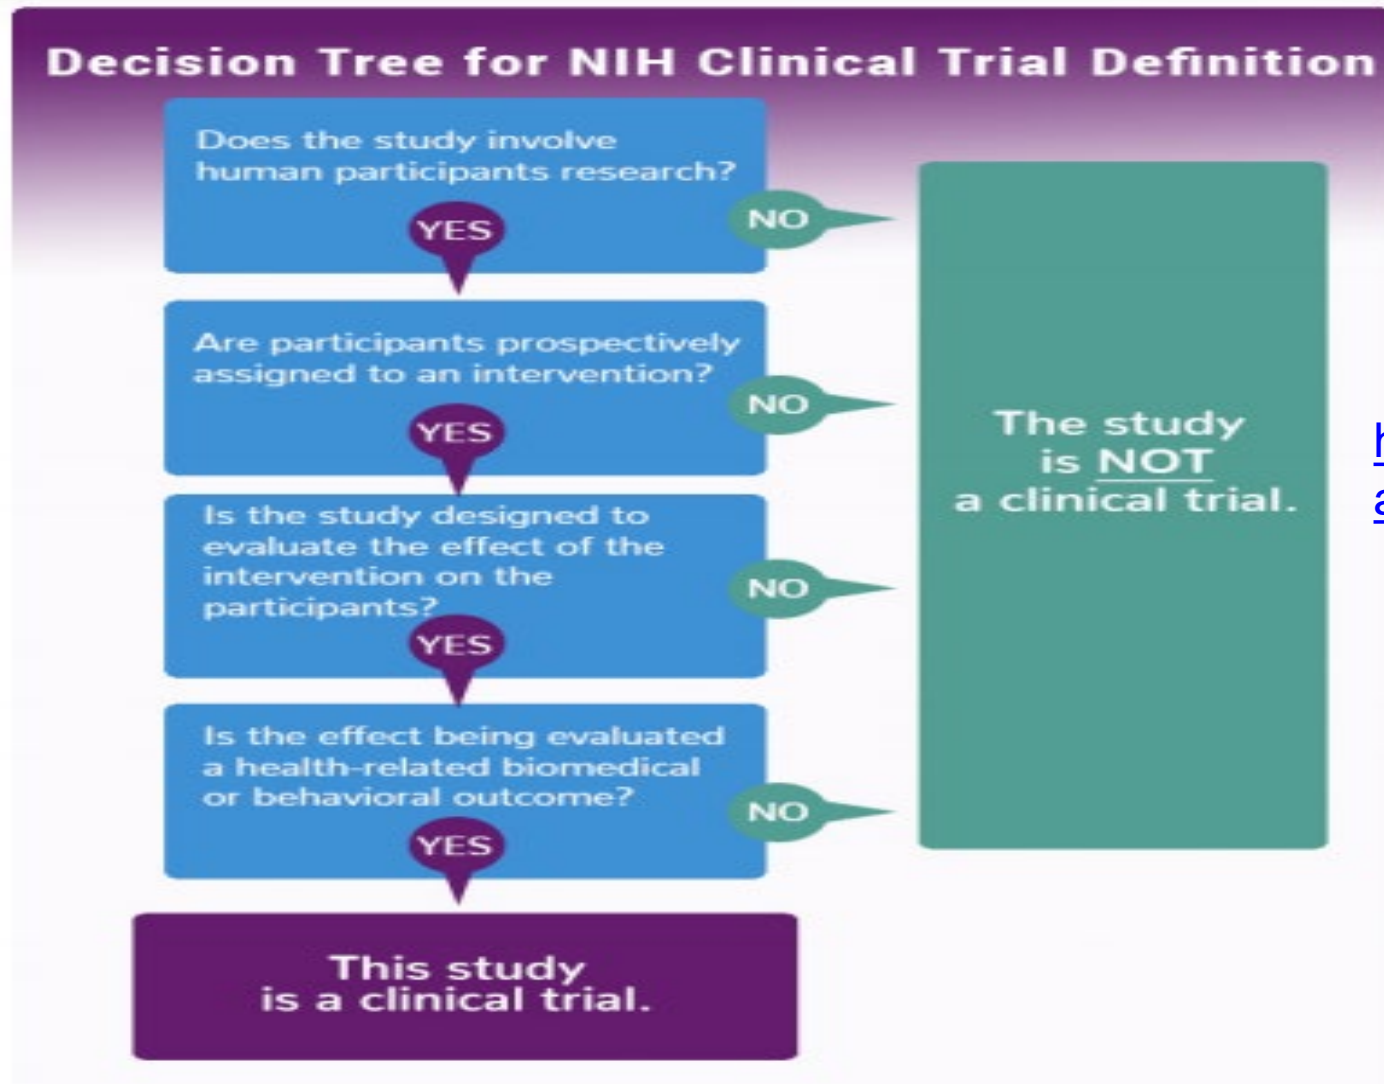 Decision Tree for NIH Clinical Trial Definition
Does the study involve
human participants research?
YES
NO
Are participants prospectively
assigned to an intervention?
YES
NO
Is the study designed to
evaluate the effect of the
intervention on the
participants?
YES
NO
Is the effect being evaluated
a health-related biomedical
or behavioral outcome?
YES
NO
This study
is a clinical trial.
The study
is NOT
a clinical trial.